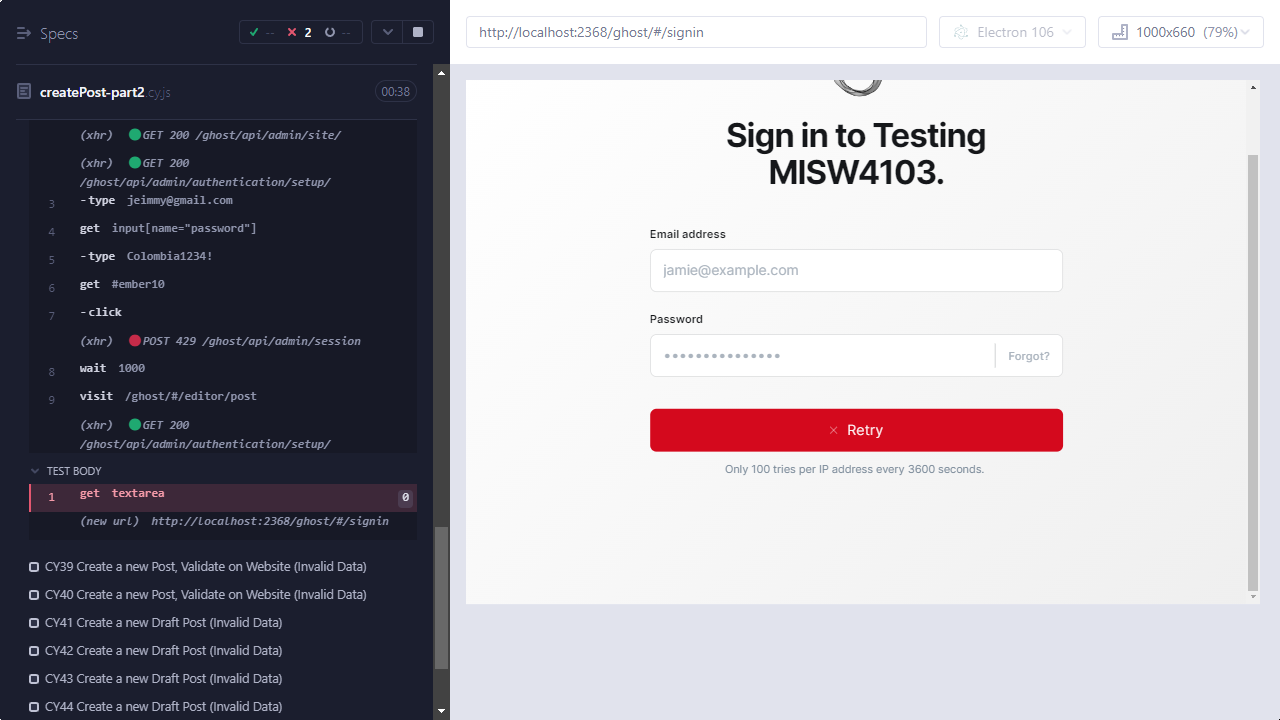 Specs
--
2
--
createPost-part2.cy.js
00:38
(xhr) GET 200 /ghost/api/admin/site/
(xhr) GET 200
/ghost/api/admin/authentication/setup/
3 -type jeimmy@gmail.com
4 get input[name="password"]
5 -type Colombia1234!
6 get #ember10
7 -click
(xhr) POST 429 /ghost/api/admin/session
8 wait 1000
9 visit /ghost/#/editor/post
(xhr) GET 200
/ghost/api/admin/authentication/setup/
TEST BODY
1 get textarea 0
(new url) http://localhost:2368/ghost/#/signin
CY39 Create a new Post, Validate on Website (Invalid Data)
CY40 Create a new Post, Validate on Website (Invalid Data)
CY41 Create a new Draft Post (Invalid Data)
CY42 Create a new Draft Post (Invalid Data)
CY43 Create a new Draft Post (Invalid Data)
CY44 Create a new Draft Post (Invalid Data)
http://localhost:2368/ghost/#/signin
Electron 106
1000x660 (79%)
Sign in to Testing
MISW4103.
Email address
jamie@example.com
Password
•••••••••••••••
Forgot?
× Retry
Only 100 tries per IP address every 3600 seconds.